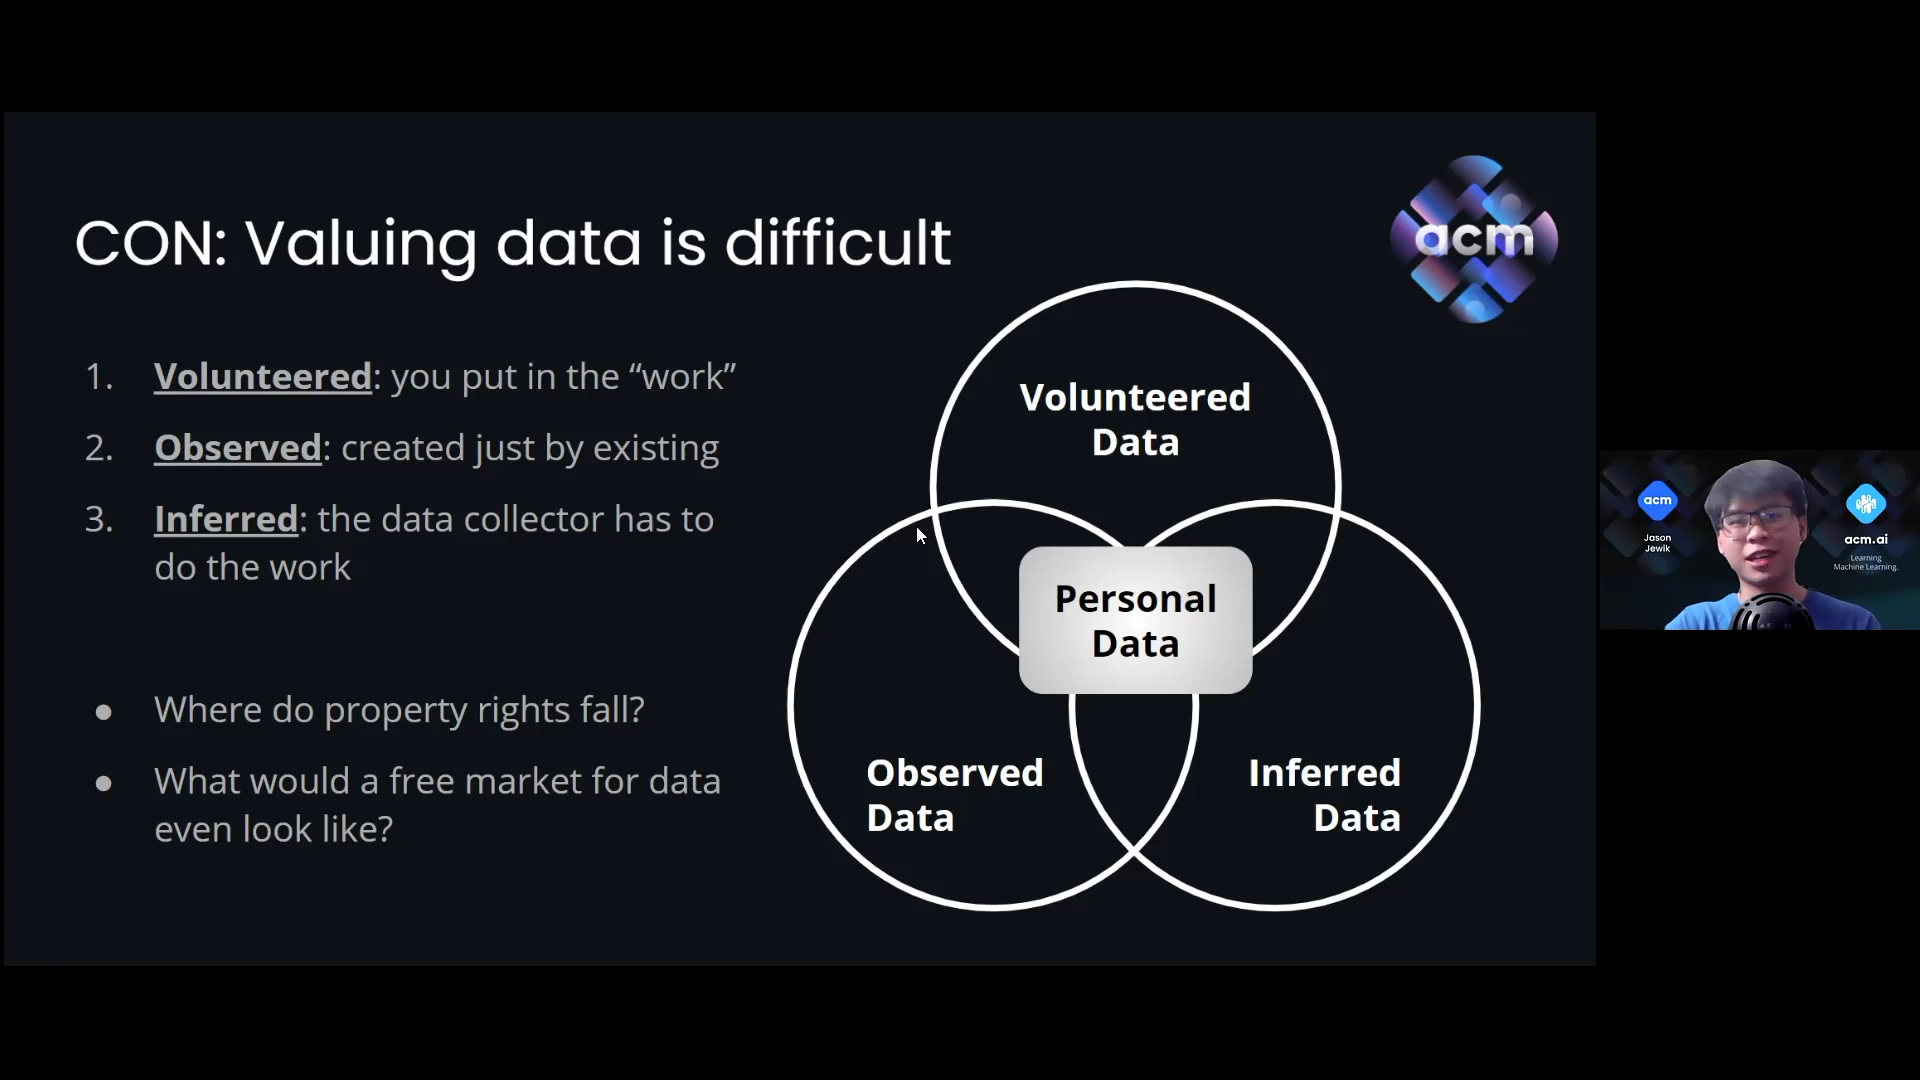 CON: Valuing data is difficult
acm
1. Volunteered: you put in the “work”
2. Observed: created just by existing
3. Inferred: the data collector has to
do the work
● Where do property rights fall?
● What would a free market for data
even look like?
Volunteered
Data
Personal
Data
Observed
Data
Inferred
Data
acm
Jason
Jewik
acm.ai
Learning
Machine Learning.